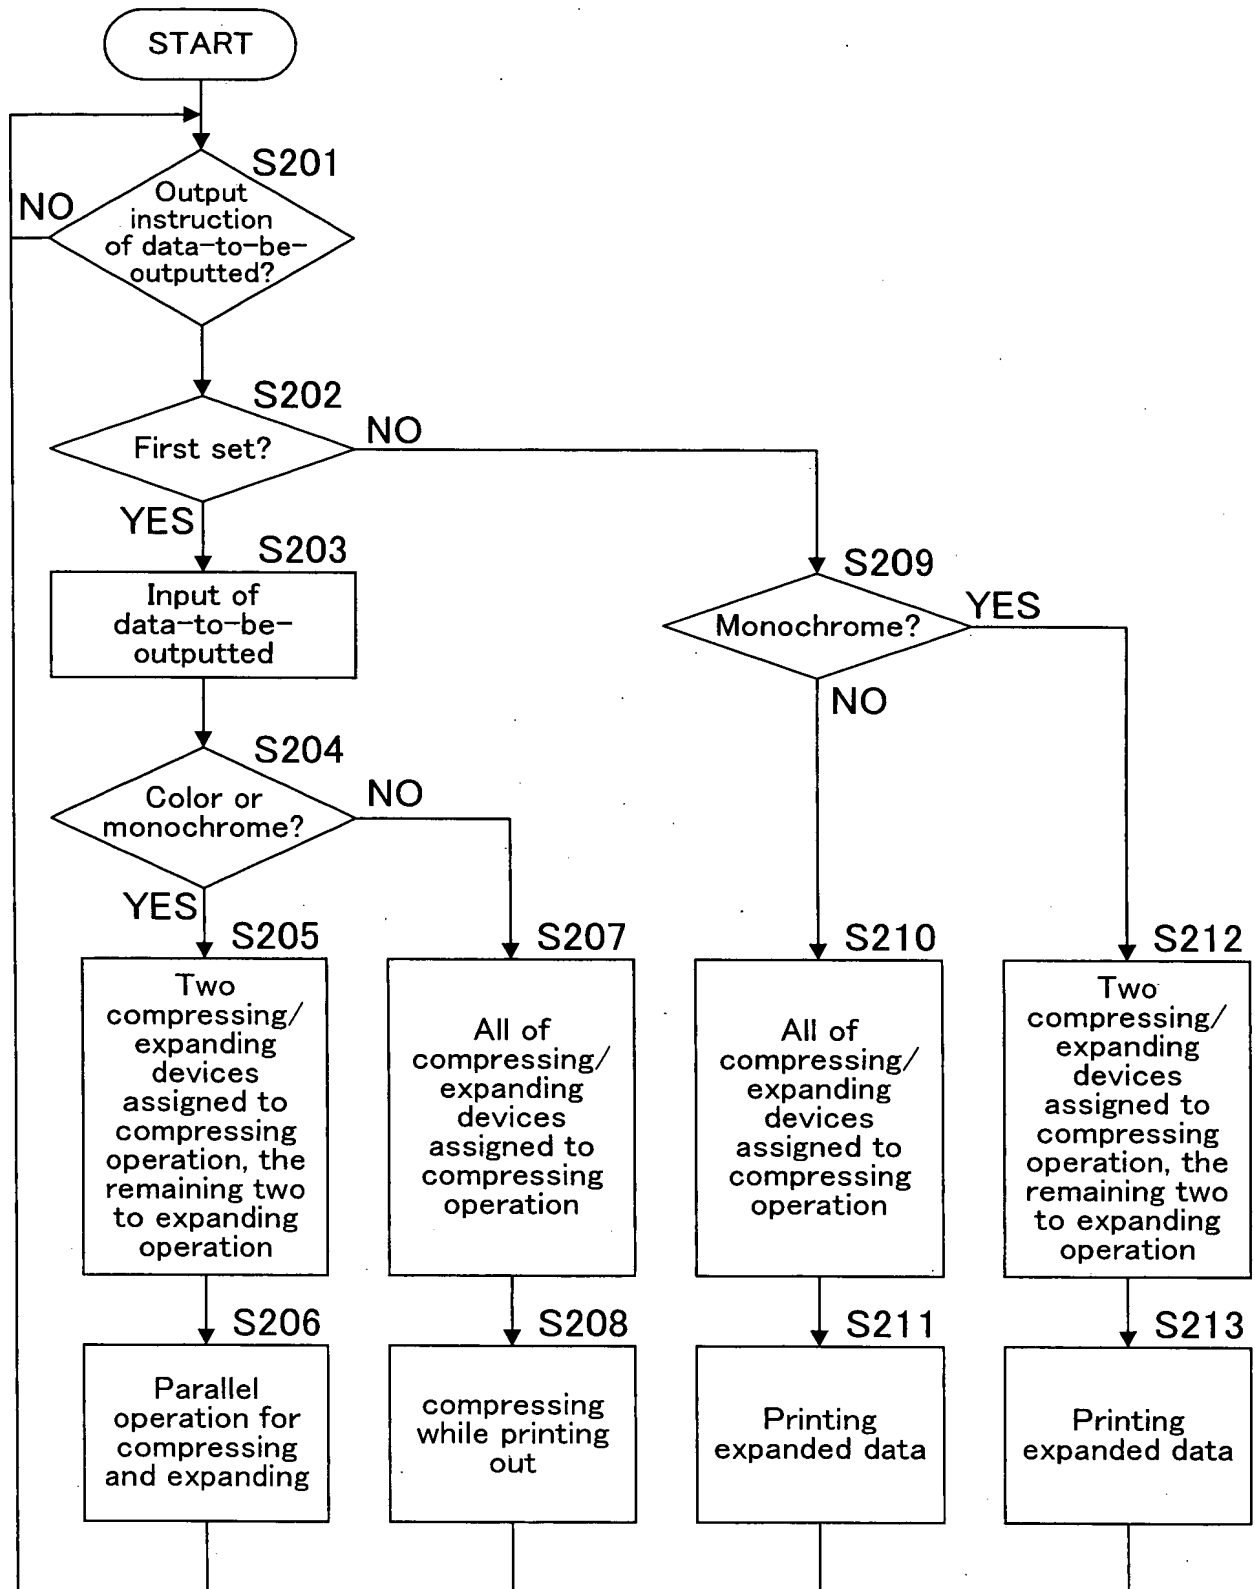 START
S201
NO
Output
instruction
of data-to-be-
outputted?
S202
First set?
NO
YES
S203
Input of
data-to-be-
outputted
S209
Monochrome?
YES
NO
S204
Color or
monochrome?
NO
YES
S205
Two
compressing/
expanding
devices
assigned to
compressing
operation, the
remaining two
to expanding
operation
S207
All of
compressing/
expanding
devices
assigned to
compressing
operation
S210
All of
compressing/
expanding
devices
assigned to
compressing
operation
S212
Two
compressing/
expanding
devices
assigned to
compressing
operation, the
remaining two
to expanding
operation
S206
Parallel
operation for
compressing
and expanding
S208
compressing
while printing
out
S211
Printing
expanded data
S213
Printing
expanded data